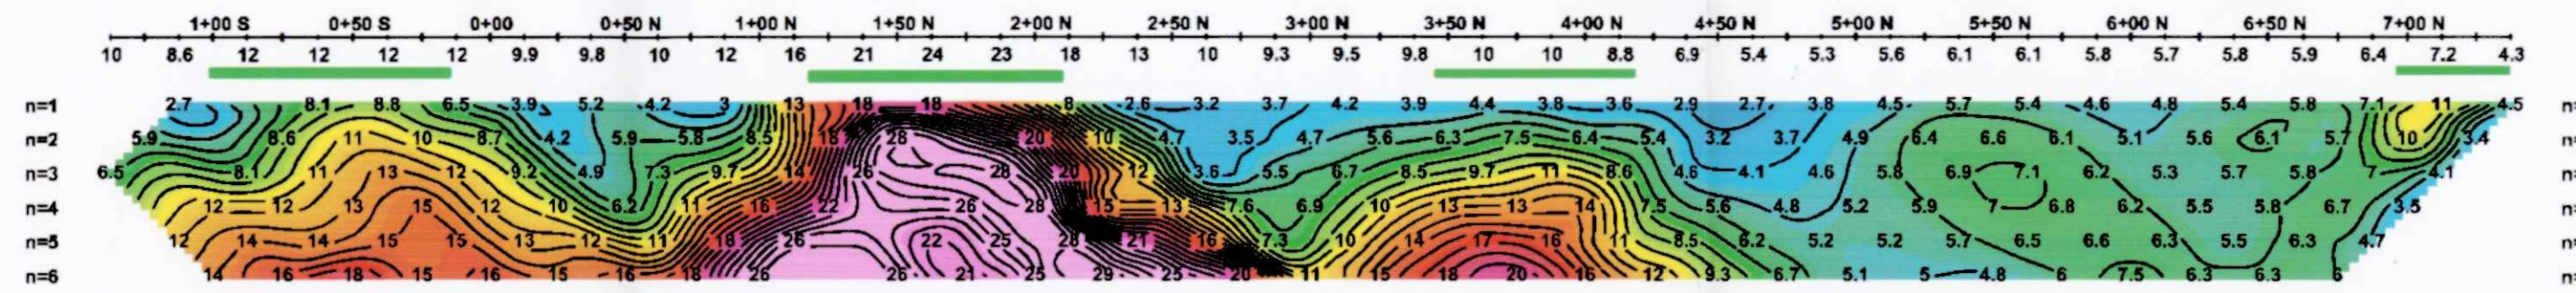 1+00 S 0+50 S 0+00 0+50 N 1+00 N 1+50 N 2+00 N 2+50 N 3+00 N 3+50 N 4+00 N 4+50 N 5+00 N 5+50 N 6+00 N 6+50 N 7+00 N
10 8.6 12 12 12 12 9.9 9.8 10 12 16 21 24 23 18 13 10 9.3 9.5 9.8 10 10 8.8 6.9 5.4 5.3 5.6 6.1 6.1 5.8 5.7 5.8 5.9 6.4 7.2 4.3
n=1 2.7 8.1 8.8 6.5 3.9 5.2 4.2 3 13 18 18 8 2.6 3.2 3.7 4.2 3.9 4.4 3.8 3.6 2.9 2.7 3.8 4.5 5.7 5.4 4.6 4.8 5.4 5.8 7.1 11 4.5 n=
n=2 5.9 8.6 11 10 8.7 4.2 5.9 5.8 8.5 18 28 20 10 4.7 3.5 4.7 5.6 6.3 7.5 6.4 5.4 3.2 3.7 4.9 6.4 6.6 6.1 5.1 5.6 6.1 5.7 10 3.4 n=
n=3 6.5 8.1 11 13 12 9.2 4.9 7.3 9.7 14 26 28 20 12 3.6 5.5 6.7 8.5 9.7 11 8.6 4.6 4.1 4.6 5.8 6.9 7.1 6.2 5.3 5.7 5.8 7 4.1 n=
n=4 12 12 13 15 12 10 6.2 11 16 22 26 28 15 13 7.6 6.9 10 13 13 14 7.5 5.6 4.8 5.2 5.9 7 6.8 6.2 5.5 5.8 6.7 3.5 n=
n=5 12 14 14 15 15 13 12 11 18 26 22 25 28 21 16 7.3 10 14 17 16 11 8.5 6.2 5.2 5.2 5.7 6.5 6.6 6.3 5.5 6.3 4.7 n=
n=6 14 16 18 15 16 15 16 18 26 26 21 25 29 25 20 11 15 18 20 16 12 9.3 6.7 5.1 5 4.8 6 7.5 6.3 6.3 6 n=